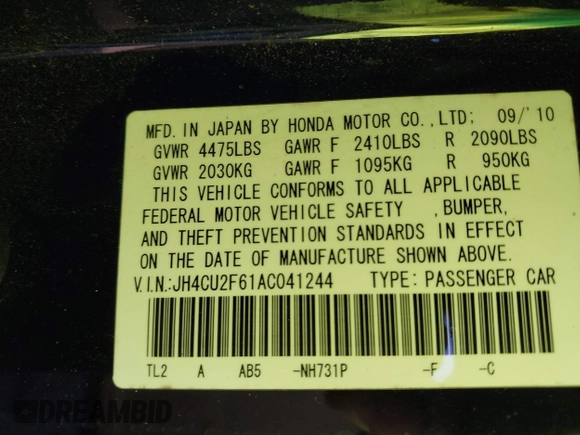 MFD. IN JAPAN BY HONDA MOTOR CO.,LTD; 09/'10
GVWR 4475LBS GAWR F 2410LBS R 2090LBS
GVWR 2030KG GAWR F 1095KG R 950KG
THIS VEHICLE CONFORMS TO ALL APPLICABLE
FEDERAL MOTOR VEHICLE SAFETY ,BUMPER,
AND THEFT PREVENTION STANDARDS IN EFFECT
ON THE DATE OF MANUFACTURE SHOWN ABOVE.
V.I.N.:JH4CU2F61AC041244 TYPE: PASSENGER CAR
TL2 A AB5 -NH731P -F -C
DREAMBID